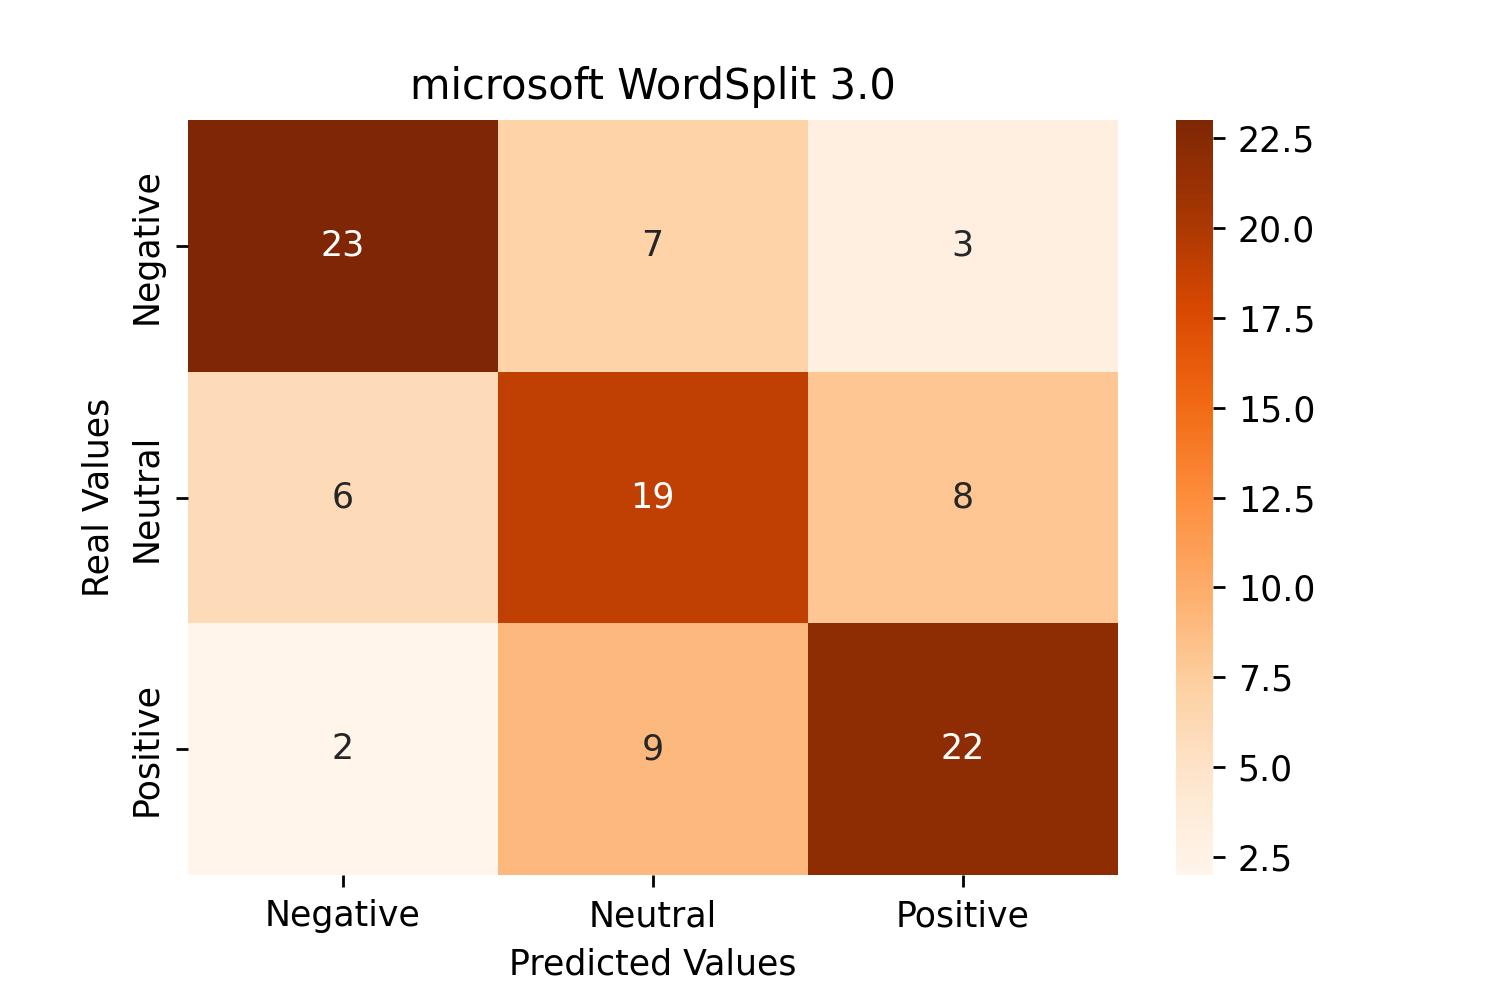 microsoft WordSplit 3.0
Real Values
Negative
23
7
3
Neutral
6
19
8
Positive
2
9
22
Negative
Neutral
Positive
Predicted Values
22.5
20.0
17.5
15.0
12.5
10.0
7.5
5.0
2.5